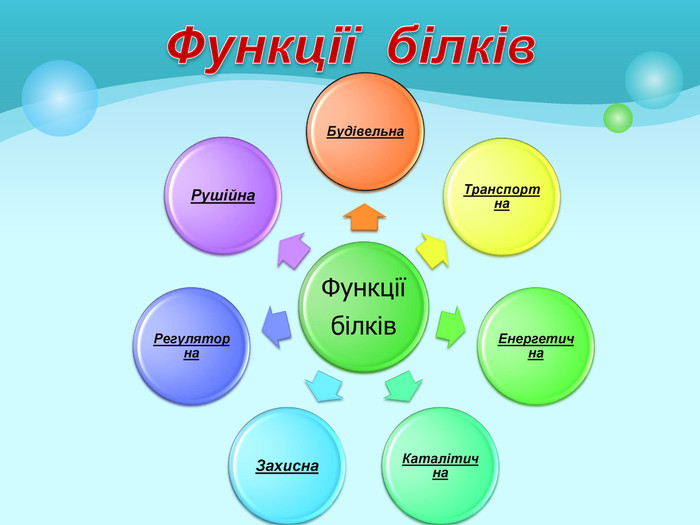 Функції білків
Будівельна
Транспорт
на
Енергетич
на
Каталітич
на
Захисна
Регулятор
на
Рушійна
Функції
білків